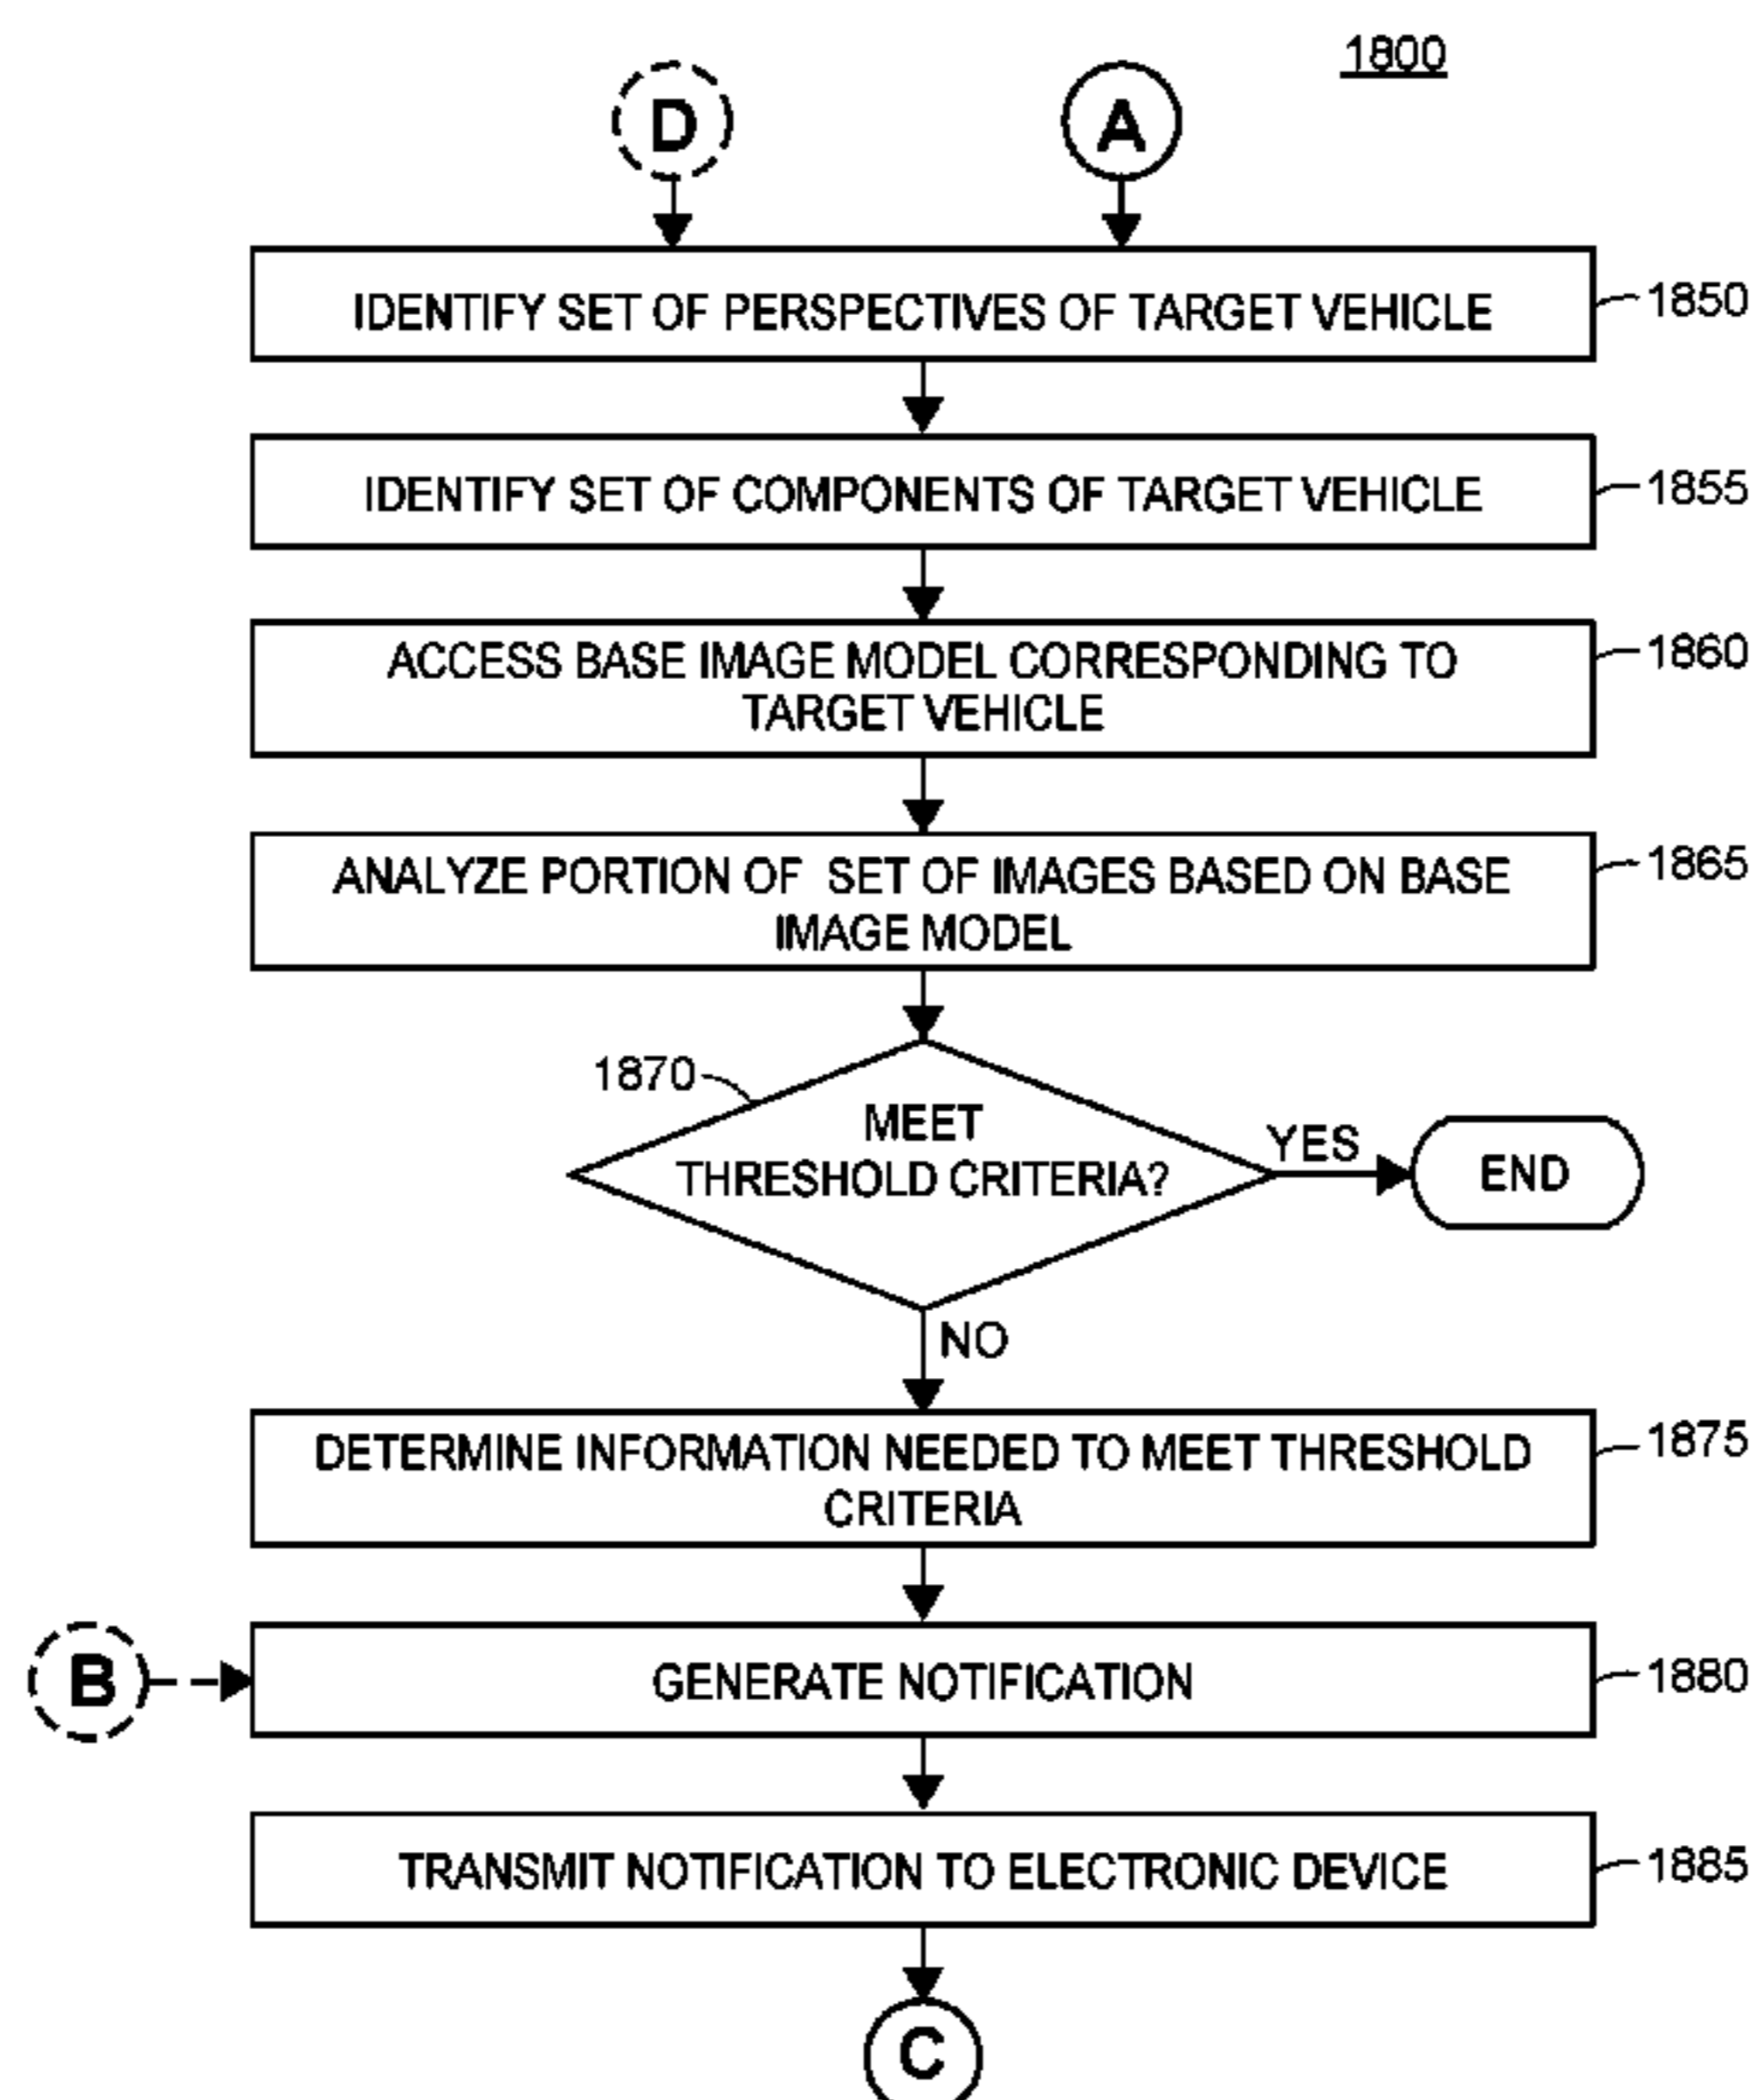 1800
D
A
IDENTIFY SET OF PERSPECTIVES OF TARGET VEHICLE
1850
IDENTIFY SET OF COMPONENTS OF TARGET VEHICLE
1855
ACCESS BASE IMAGE MODEL CORRESPONDING TO
TARGET VEHICLE
1860
ANALYZE PORTION OF SET OF IMAGES BASED ON BASE
IMAGE MODEL
1865
1870
MEET
THRESHOLD CRITERIA?
YES
END
NO
DETERMINE INFORMATION NEEDED TO MEET THRESHOLD
CRITERIA
1875
B
GENERATE NOTIFICATION
1880
TRANSMIT NOTIFICATION TO ELECTRONIC DEVICE
1885
C